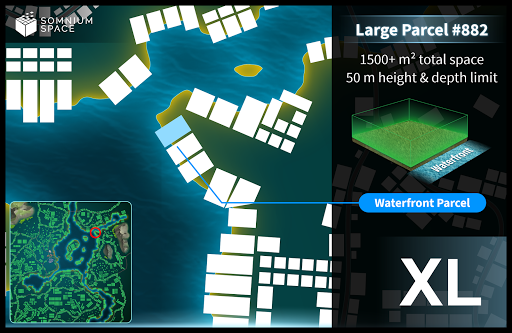 SOMNIUM
SPACE
Large Parcel #882
1500+ m² total space
50 m height & depth limit
Waterfront
Waterfront Parcel
XL